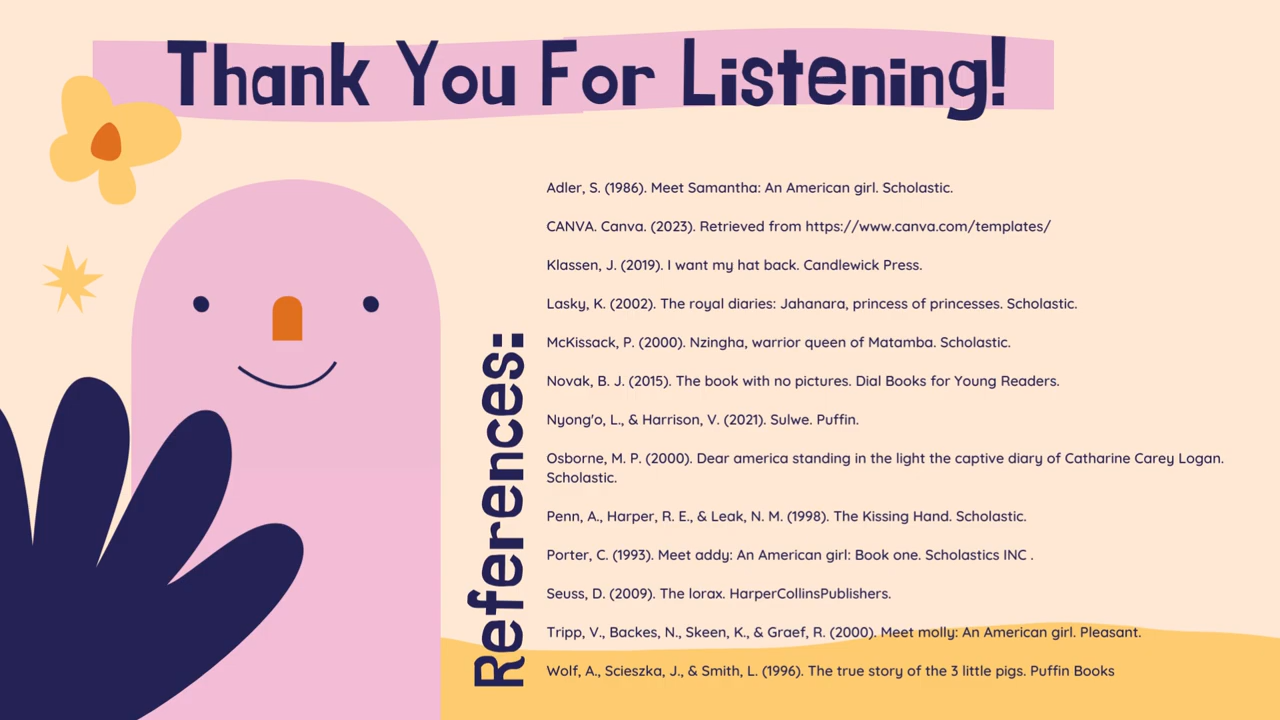 Thank You For Listening!
References:
Adler, S. (1986). Meet Samantha: An American girl. Scholastic.
CANVA. Canva. (2023). Retrieved from https://www.canva.com/templates/
Klassen, J. (2019). I want my hat back. Candlewick Press.
Lasky, K. (2002). The royal diaries: Jahanara, princess of princesses. Scholastic.
McKissack, P. (2000). Nzingha, warrior queen of Matamba. Scholastic.
Novak, B. J. (2015). The book with no pictures. Dial Books for Young Readers.
Nyong'o, L., & Harrison, V. (2021). Sulwe. Puffin.
Osborne, M. P. (2000). Dear america standing in the light the captive diary of Catharine Carey Logan.
Scholastic.
Penn, A., Harper, R. E., & Leak, N. M. (1998). The Kissing Hand. Scholastic.
Porter, C. (1993). Meet addy: An American girl: Book one. Scholastics INC .
Seuss, D. (2009). The lorax. HarperCollinsPublishers.
Tripp, V., Backes, N., Skeen, K., & Graef, R. (2000). Meet molly: An American girl. Pleasant.
Wolf, A., Scieszka, J., & Smith, L. (1996). The true story of the 3 little pigs. Puffin Books